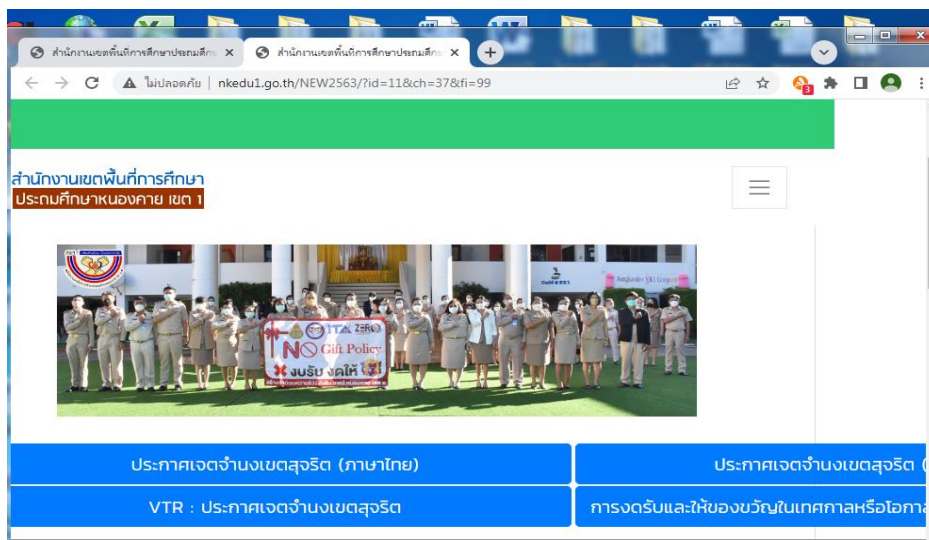 สำนักงานเขตพื้นที่การศึกษาประถมศึก
สำนักงานเขตพื้นที่การศึกษาประถมศึก
ไม่ปลอดภัย | nkedu1.go.th/NEW2563/?id=11&ch=37&fi=99
3
สำนักงานเขตพื้นที่การศึกษา
ประถมศึกษาหนองคาย เขต 1
ITA ZERO
NO Gift Policy
งบรับ งดให้
ประกาศเจตจำนงเขตสุจริต (ภาษาไทย)
ประกาศเจตจำนงเขตสุจริต (
VTR : ประกาศเจตจำนงเขตสุจริต
การงดรับและให้ของขวัญในเทศกาลหรือโอกาส